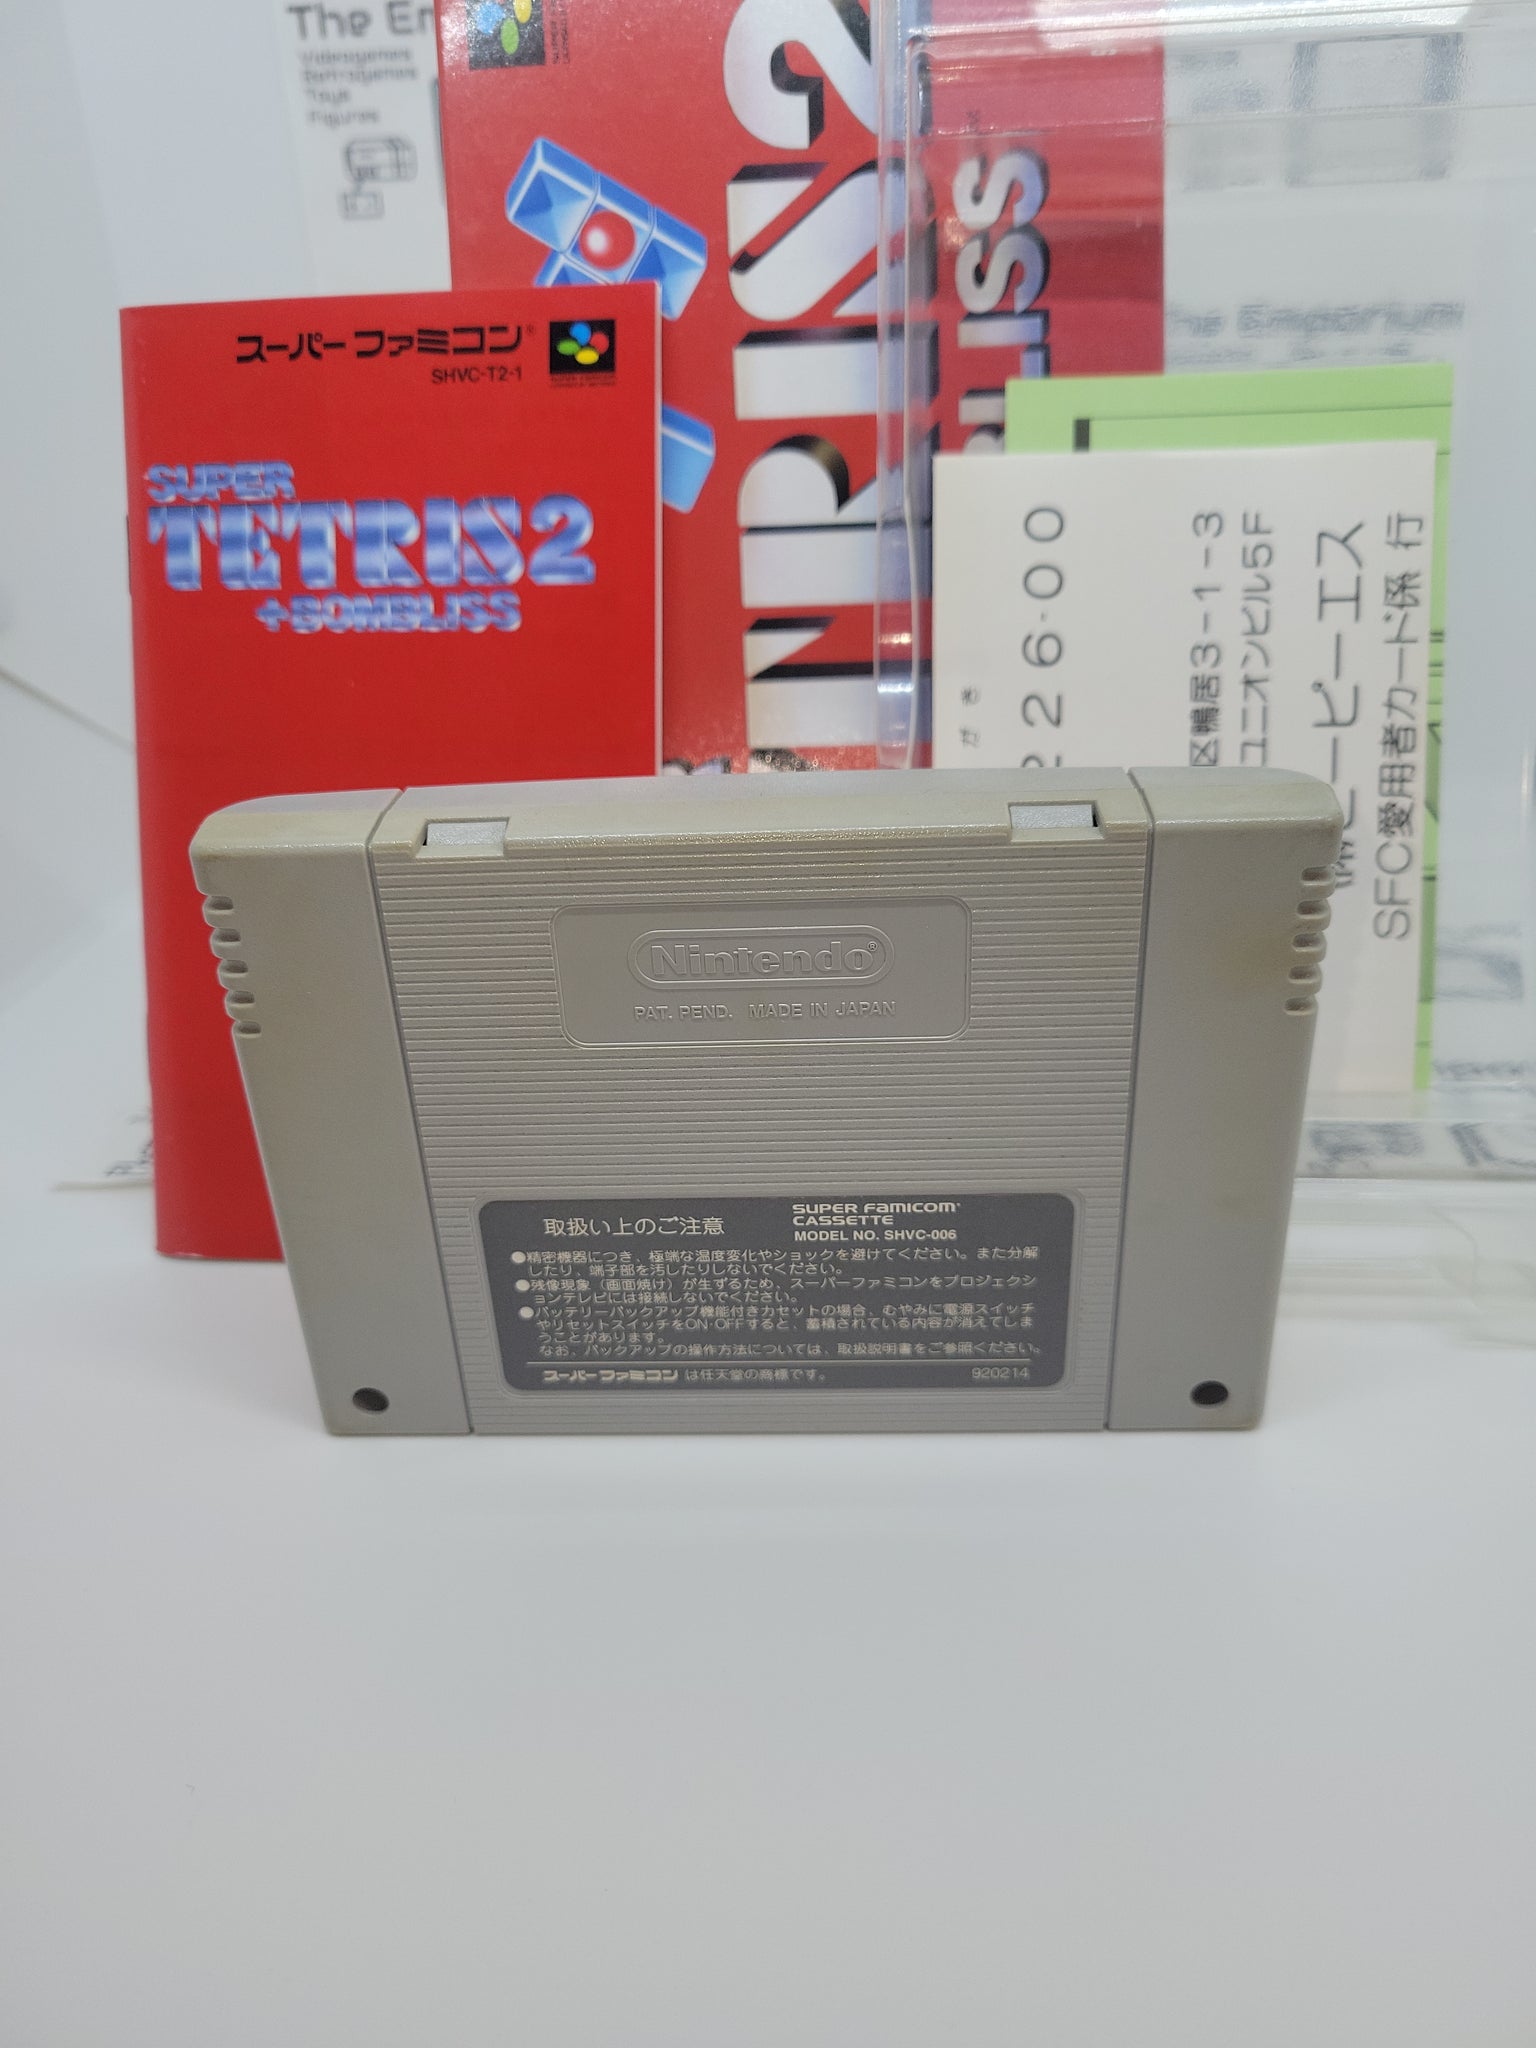 The En
Videogames
Retrogames
Toys
Figures
スーパーファミコン®
SHVC-T2-1
SUPER
TETRIS2
+BOMBLISS
RIS2
BLISS
226-00
区鴨居3-1-3
ユニオンビル5F
ピーピーエス
SFC愛用者カード係 行
Nintendo®
PAT. PEND. MADE IN JAPAN
取扱い上のご注意
SUPER FAMICOM®
CASSETTE
MODEL NO. SHVC-006
●精密機器につき、極端な温度変化やショックを避けてください。また分解
したり、端子部を汚したりしないでください。
●残像現象（画面焼け）が生ずるため、スーパーファミコンをプロジェクシ
ョンテレビには接続しないでください。
●バッテリーバックアップ機能付きカセットの場合、むやみに電源スイッチ
やリセットスイッチをON・OFFすると、蓄積されている内容が消えてしま
うことがあります。
なお、バックアップの操作方法については、取扱説明書をご参照ください。
スーパーファミコンは任天堂の商標です。
920214